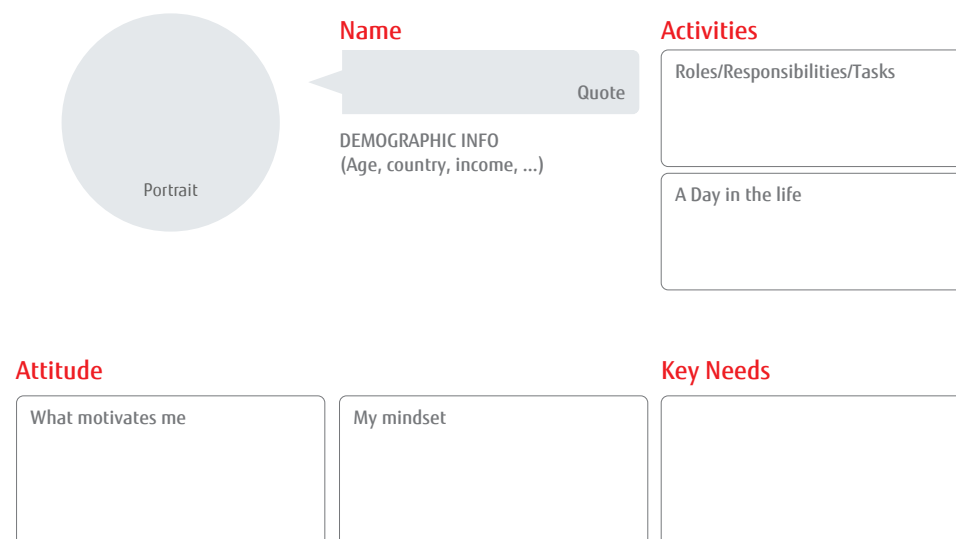 Portrait
Name
Quote
DEMOGRAPHIC INFO
(Age, country, income, ...)
Activities
Roles/Responsibilities/Tasks
A Day in the life
Attitude
What motivates me
My mindset
Key Needs